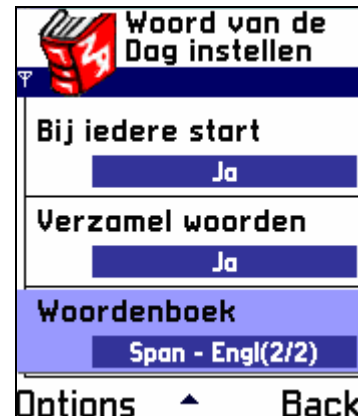 Woord van de
Dag instellen
Bij iedere start
Ja
Verzamel woorden
Ja
Woordenboek
Span - Engl(2/2)
Options
Back